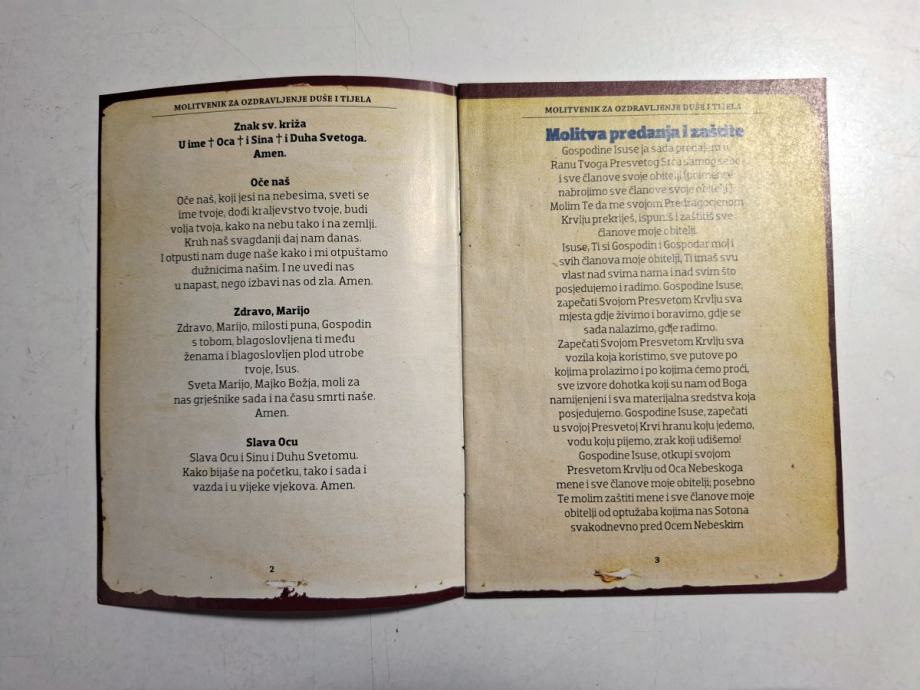 MOLITVENIK ZA OZDRAVLJENJE DUŠE I TIJELA
Znak sv. križa
U ime † Oca † i Sina † i Duha Svetoga.
Amen.
Oče naš
Oče naš, koji jesi na nebesima, sveti se
ime tvoje, dođi kraljevstvo tvoje, budi
volja tvoja, kako na nebu tako i na zemlji.
Kruh naš svagdanji daj nam danas.
I otpusti nam duge naše kako i mi otpuštamo
dužnicima našim. I ne uvedi nas
u napast, nego izbavi nas od zla. Amen.
Zdravo, Marijo
Zdravo, Marijo, milosti puna, Gospodin
s tobom, blagoslovljena ti među
ženama i blagoslovljen plod utrobe
tvoje, Isus.
Sveta Marijo, Majko Božja, moli za
nas grješnike sada i na času smrti naše.
Amen.
Slava Ocu
Slava Ocu i Sinu i Duhu Svetomu.
Kako bijaše na početku, tako i sada i
vazda i u vijeke vjekova. Amen.
2
MOLITVENIK ZA OZDRAVLJENJE DUŠE I TIJELA
Molitva predanja i zaštite
Gospodine Isuse ja sada predajem u
Ranu Tvoga Presvetog Srca samog sebe
i sve članove svoje obitelji (poimence
nabrojimo sve članove svoje obitelji).
Molim Te da me svojom Predragocjenom
Krvlju prekriješ, ispuniš i zaštitiš sve
članove moje obitelji.
Isuse, Ti si Gospodin i Gospodar moj i
svih članova moje obitelji, Ti imaš svu
vlast nad svima nama i nad svim što
posjedujemo i radimo. Gospodine Isuse,
zapečati Svojom Presvetom Krvlju sva
mjesta gdje živimo i boravimo, gdje se
sada nalazimo, gdje radimo.
Zapečati Svojom Presvetom Krvlju sva
vozila koja koristimo, sve putove po
kojima prolazimo i po kojima ćemo proći,
sve izvore dohotka koji su nam od Boga
namijenjeni i sva materijalna sredstva koja
posjedujemo. Gospodine Isuse, zapečati
u svojoj Presvetoj Krvi hranu koju jedemo,
vodu koju pijemo, zrak koji udišemo!
Gospodine Isuse, otkupi svojom
Presvetom Krvlju od Oca Nebeskoga
mene i sve članove moje obitelji; posebno
Te molim zaštiti mene i sve članove moje
obitelji od optužaba kojima nas Sotona
svakodnevno pred Ocem Nebeskim
3